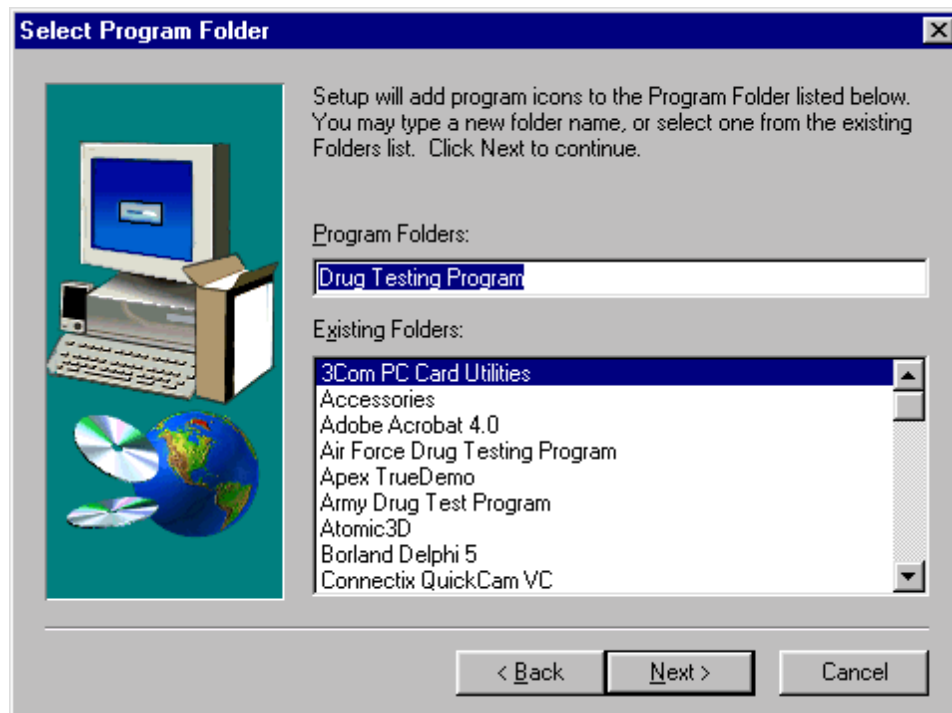 Select Program Folder
Setup will add program icons to the Program Folder listed below.
You may type a new folder name, or select one from the existing
Folders list.  Click Next to continue.
Program Folders:
Drug Testing Program
Existing Folders:
3Com PC Card Utilities
Accessories
Adobe Acrobat 4.0
Air Force Drug Testing Program
Apex TrueDemo
Army Drug Test Program
Atomic3D
Borland Delphi 5
Connectix QuickCam VC
< Back
Next >
Cancel